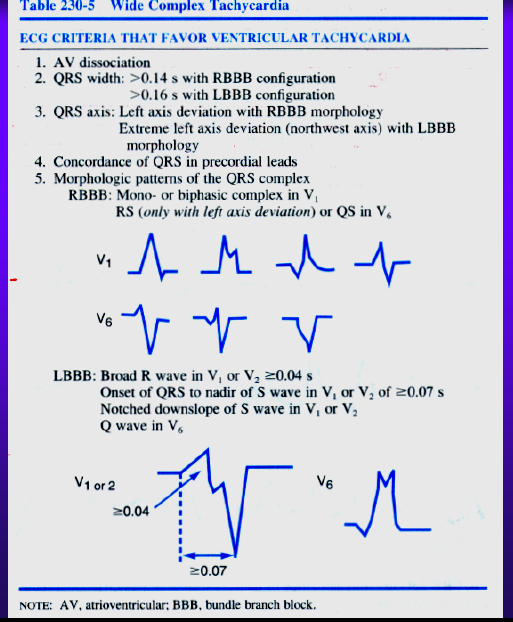 Table 230-5 Wide Complex Tachycardia
ECG CRITERIA THAT FAVOR VENTRICULAR TACHYCARDIA
1. AV dissociation
2. QRS width: >0.14 s with RBBB configuration
>0.16 s with LBBB configuration
3. QRS axis: Left axis deviation with RBBB morphology
Extreme left axis deviation (northwest axis) with LBBB
morphology
4. Concordance of QRS in precordial leads
5. Morphologic patterns of the QRS complex
RBBB: Mono- or biphasic complex in V₁
RS (only with left axis deviation) or QS in V₆
V₁
V₆
LBBB: Broad R wave in V₁ or V₂ ≥0.04 s
Onset of QRS to nadir of S wave in V₁ or V₂ of ≥0.07 s
Notched downslope of S wave in V₁ or V₂
Q wave in V₆
V₁ or 2
V₆
≥0.04
≥0.07
NOTE: AV, atrioventricular; BBB, bundle branch block.